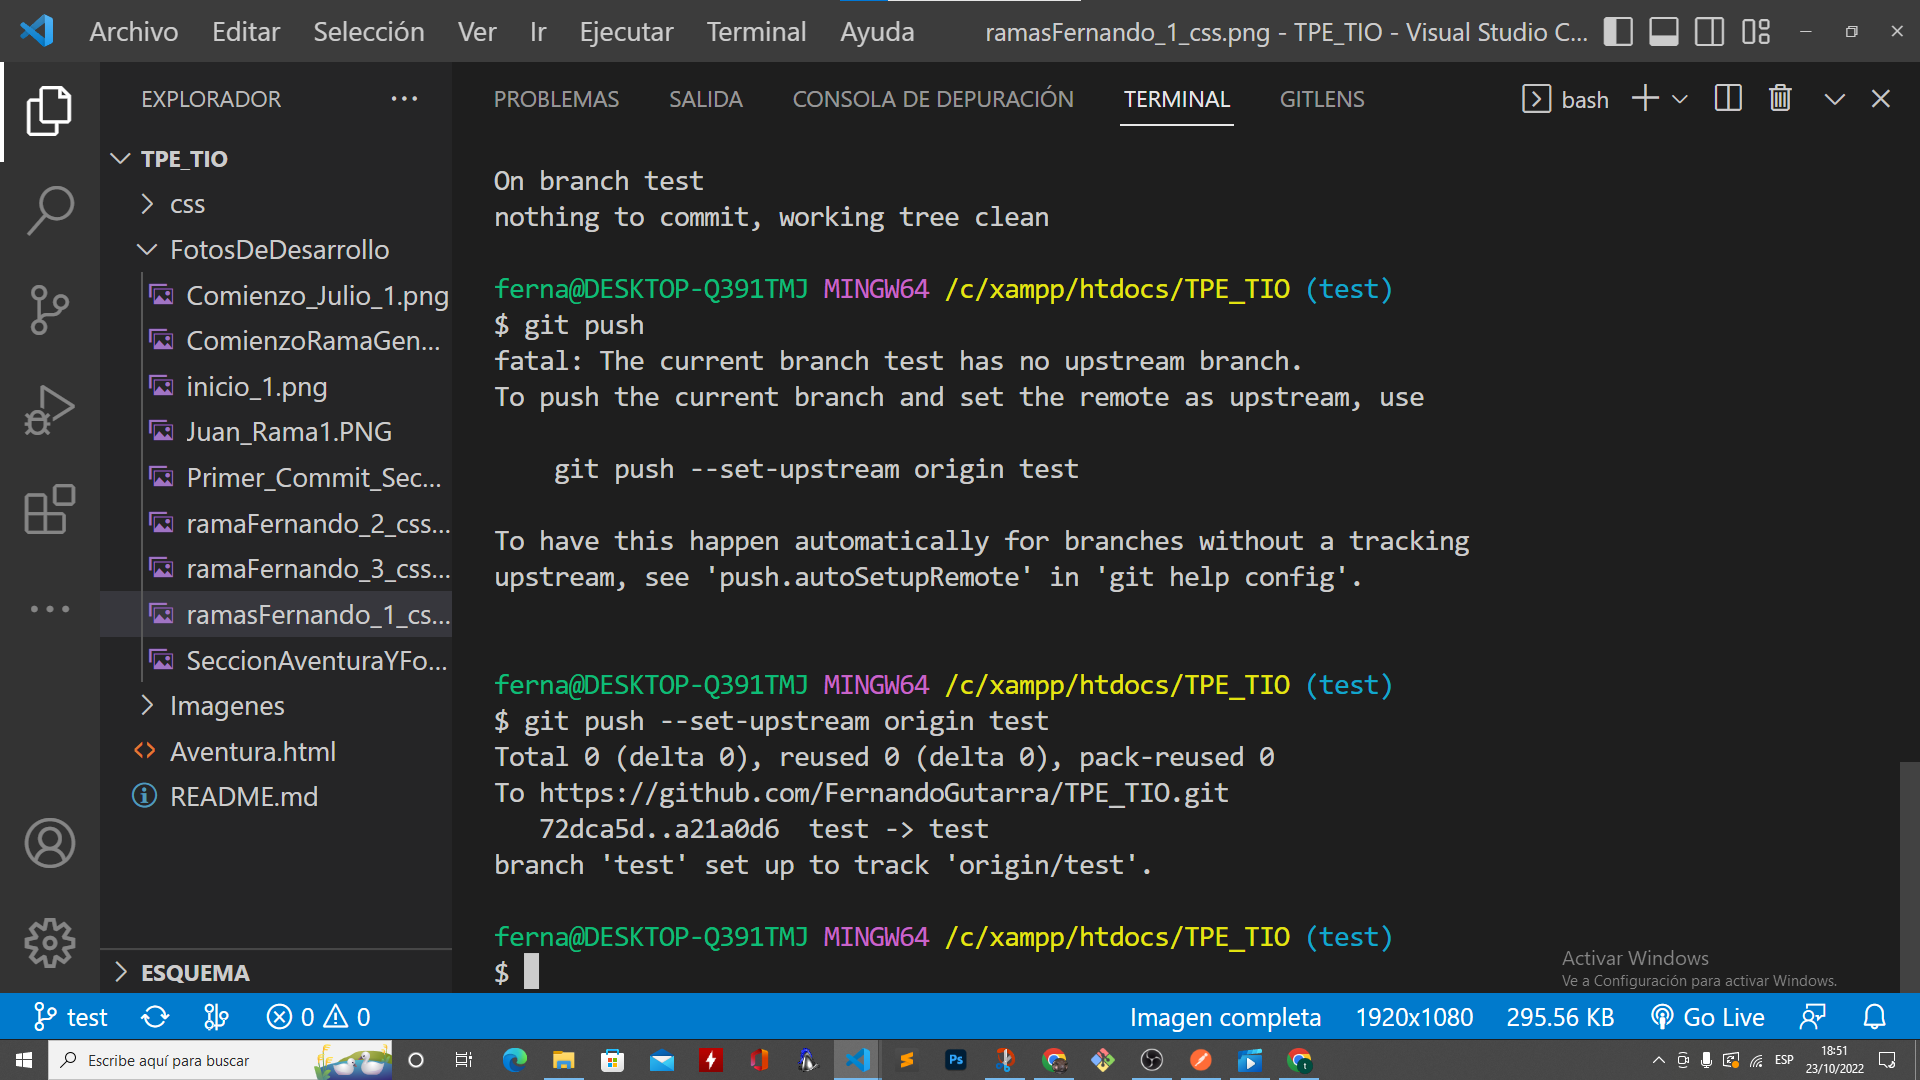 Archivo Editar Selección Ver Ir Ejecutar Terminal Ayuda ramasFernando_1_css.png - TPE_TIO - Visual Studio C...
EXPLORADOR
PROBLEMAS SALIDA CONSOLA DE DEPURACIÓN TERMINAL GITLENS bash
TPE_TIO
css
FotosDeDesarrollo
Comienzo_Julio_1.png
ComienzoRamaGen...
inicio_1.png
Juan_Rama1.PNG
Primer_Commit_Sec...
ramaFernando_2_css...
ramaFernando_3_css...
ramasFernando_1_cs...
SeccionAventuraYFo...
Imagenes
Aventura.html
README.md
ESQUEMA
On branch test
nothing to commit, working tree clean
ferna@DESKTOP-Q391TMJ MINGW64 /c/xampp/htdocs/TPE_TIO (test)
$ git push
fatal: The current branch test has no upstream branch.
To push the current branch and set the remote as upstream, use
git push --set-upstream origin test
To have this happen automatically for branches without a tracking
upstream, see 'push.autoSetupRemote' in 'git help config'.
ferna@DESKTOP-Q391TMJ MINGW64 /c/xampp/htdocs/TPE_TIO (test)
$ git push --set-upstream origin test
Total 0 (delta 0), reused 0 (delta 0), pack-reused 0
To https://github.com/FernandoGutarra/TPE_TIO.git
72dca5d..a21a0d6  test -> test
branch 'test' set up to track 'origin/test'.
ferna@DESKTOP-Q391TMJ MINGW64 /c/xampp/htdocs/TPE_TIO (test)
$
Activar Windows
Ve a Configuración para activar Windows.
test 0 0 Imagen completa 1920x1080 295.56 KB Go Live
Escribe aquí para buscar
Ps
t
ESP
18:51
23/10/2022